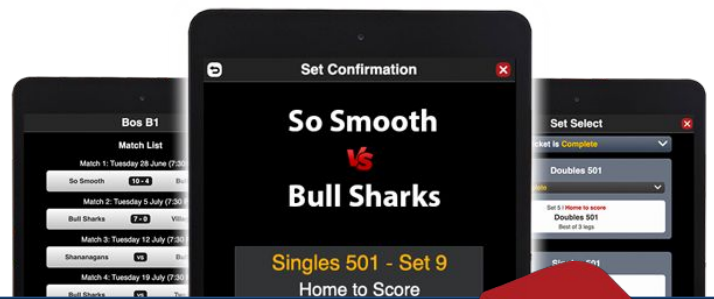 Bos B1
Match List
Match 1: Tuesday 28 June (7:30
So Smooth 10 - 4 Bul
Match 2: Tuesday 5 July (7:30
Bull Sharks 7 - 0 Villag
Match 3: Tuesday 12 July (7:30
Shananagans VS Bul
Match 4: Tuesday 19 July (7:30
Bull Sharks VS
Set Confirmation
So Smooth
VS
Bull Sharks
Singles 501 - Set 9
Home to Score
Set Select
is Complete
Doubles 501
Set 5 | Home to score
Doubles 501
Best of 3 legs
501